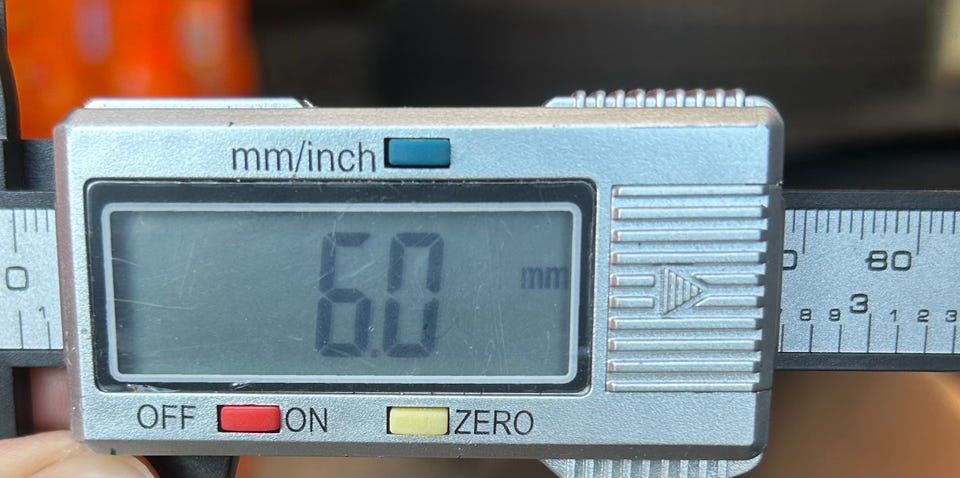 mm/inch
6.0 mm
0 80
1 8 9 3 1 2 3
OFF ON ZERO